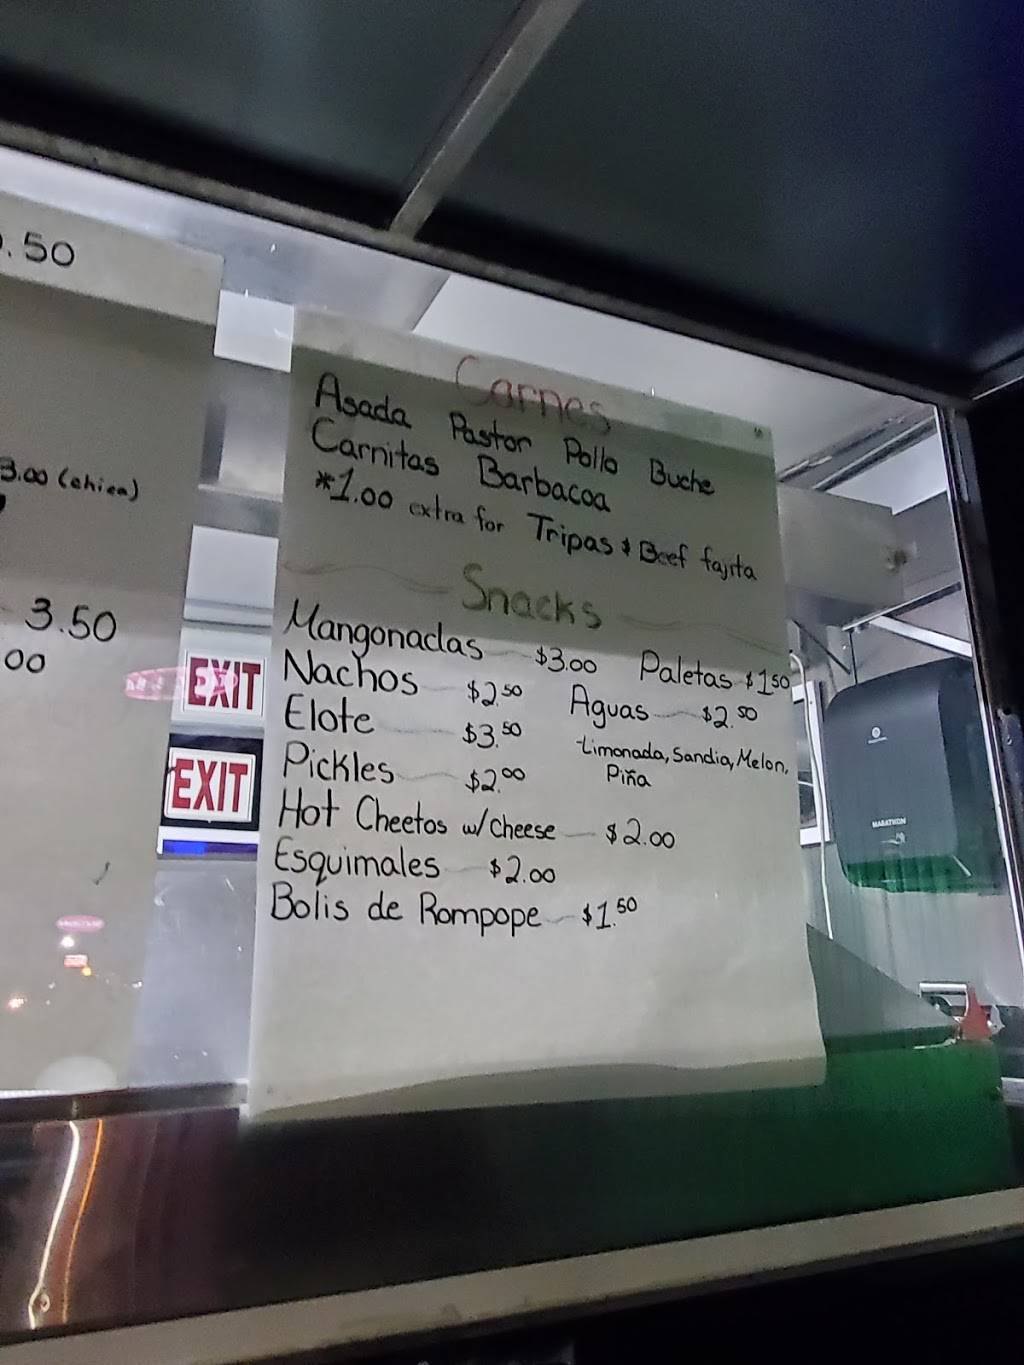 .50
3.00 (chica)
3.50
00
EXIT
EXIT
Carnes
Asada Pastor Pollo Buche
Carnitas Barbacoa
*1.00 extra for Tripas & Beef fajita
Snacks
Mangonadas $3.00
Nachos $2.50
Elote $3.50
Pickles $2.00
Hot Cheetos w/cheese $2.00
Esquimales $2.00
Bolis de Rompope $1.50
Paletas $1.50
Aguas $2.50
-Limonada, Sandia, Melon,
Piña
MARATHON